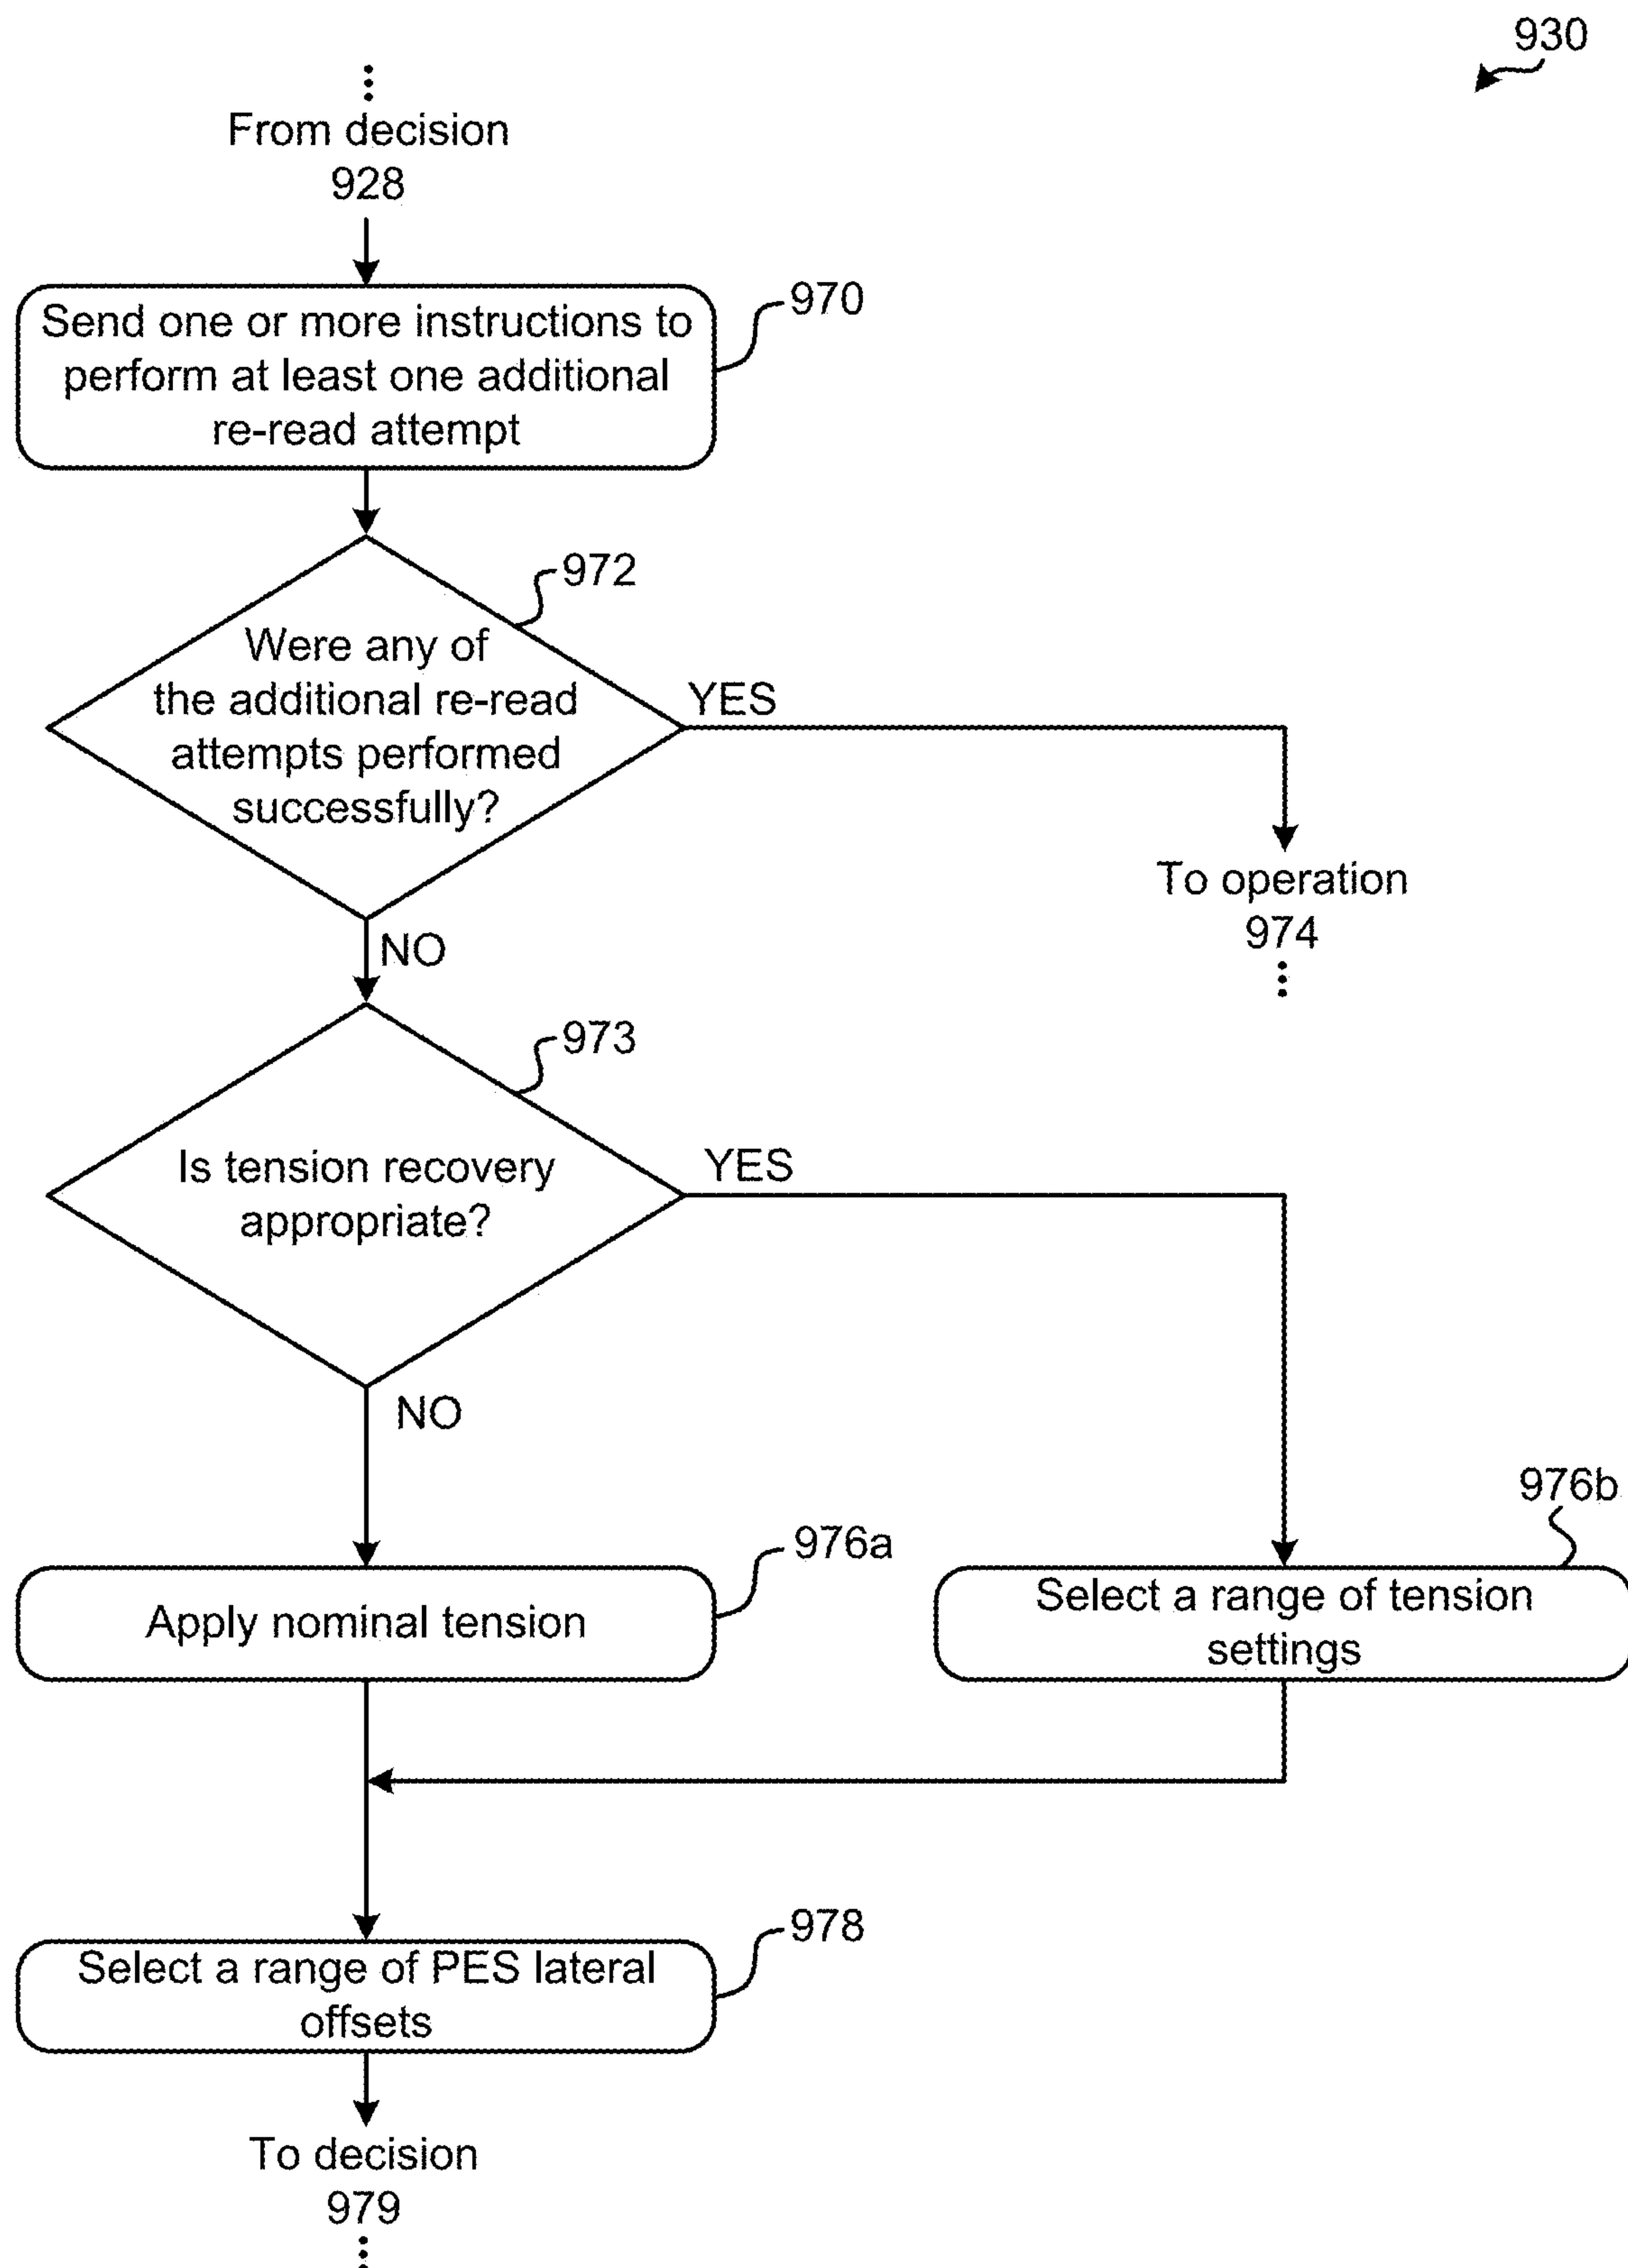 930
From decision
928
Send one or more instructions to
perform at least one additional
re-read attempt
970
972
Were any of
the additional re-read
attempts performed
successfully?
YES
To operation
974
NO
973
Is tension recovery
appropriate?
YES
NO
976a
Apply nominal tension
976b
Select a range of tension
settings
978
Select a range of PES lateral
offsets
To decision
979